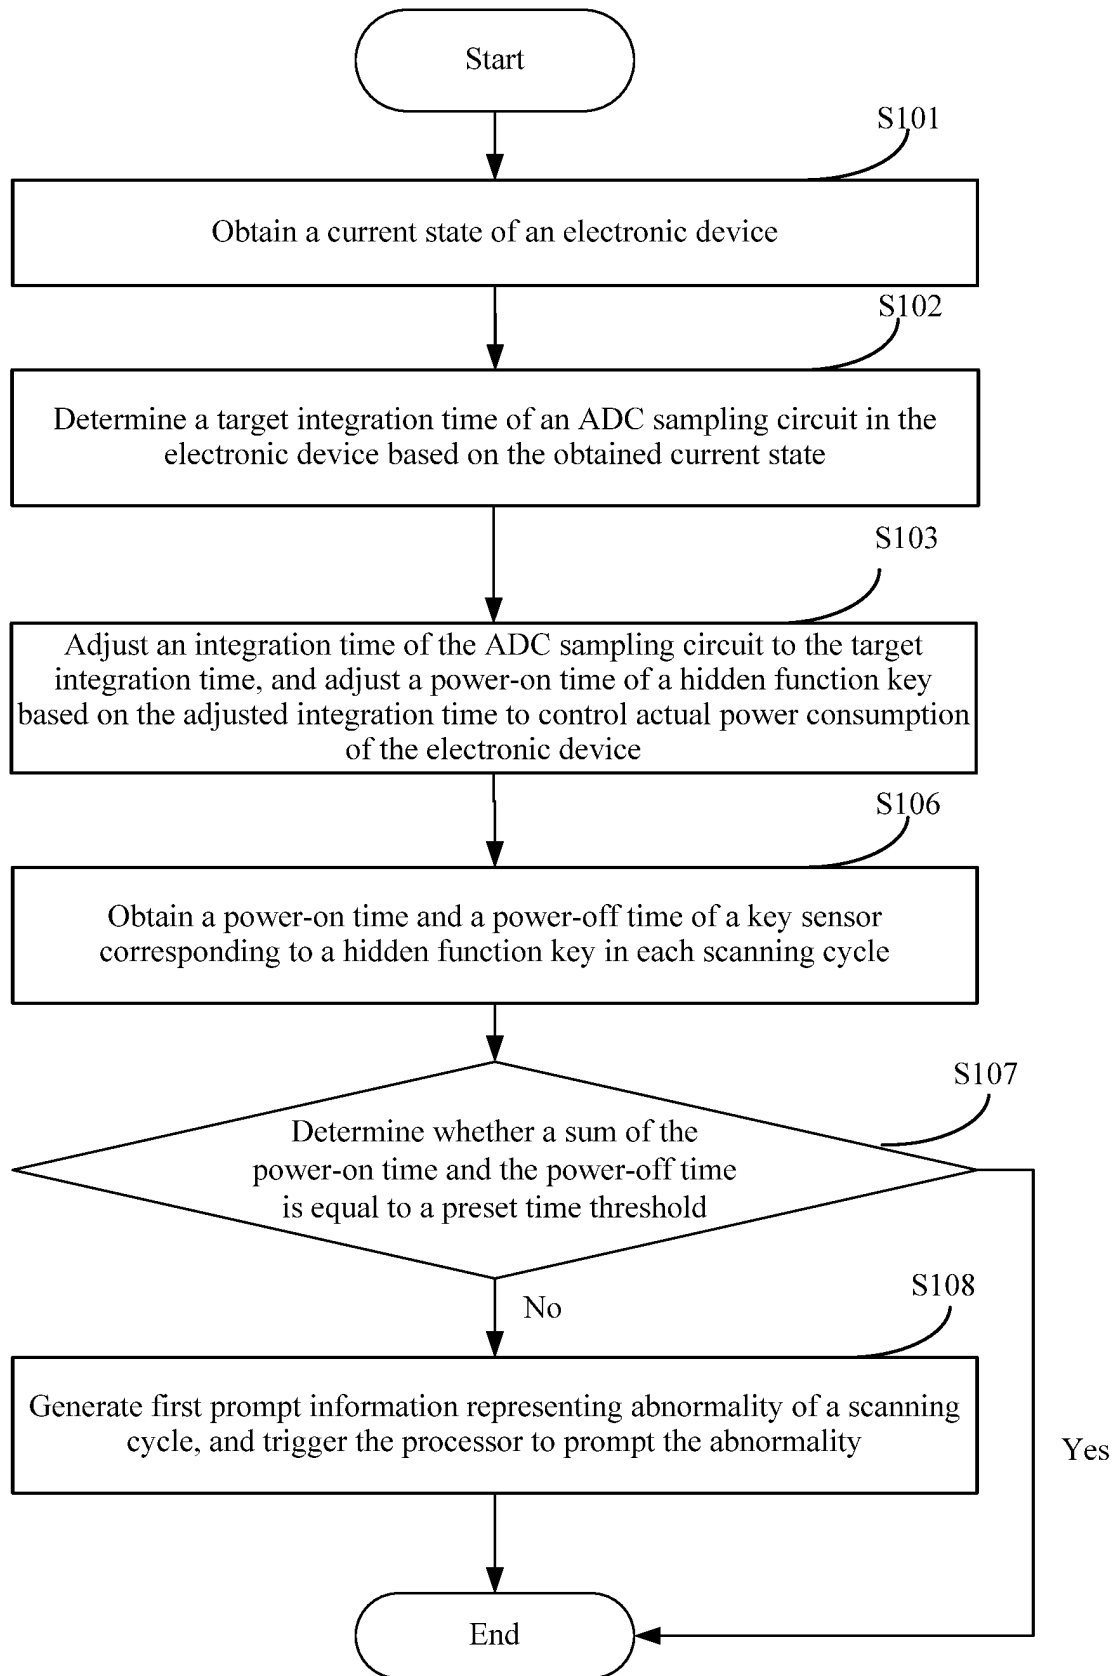 Start
S101
Obtain a current state of an electronic device
S102
Determine a target integration time of an ADC sampling circuit in the
electronic device based on the obtained current state
S103
Adjust an integration time of the ADC sampling circuit to the target
integration time, and adjust a power-on time of a hidden function key
based on the adjusted integration time to control actual power consumption
of the electronic device
S106
Obtain a power-on time and a power-off time of a key sensor
corresponding to a hidden function key in each scanning cycle
S107
Determine whether a sum of the
power-on time and the power-off time
is equal to a preset time threshold
No
S108
Generate first prompt information representing abnormality of a scanning
cycle, and trigger the processor to prompt the abnormality
Yes
End